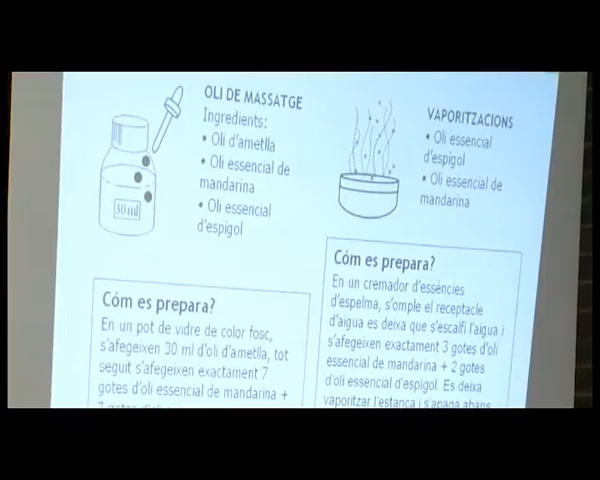 OLI DE MASSATGE
Ingredients:
• Oli d'ametlla
• Oli essencial de
mandarina
• Oli essencial
d'espígol
30 ml
Cóm es prepara?
En un pot de vidre de color fosc,
s'afegeixen 30 ml d'oli d'ametlla, tot
seguit s'afegeixen exactament 7
gotes d'oli essencial de mandarina +
VAPORITZACIONS
• Oli essencial
d'espígol
• Oli essencial de
mandarina
Cóm es prepara?
En un cremador d'essències
d'espelma, s'omple el receptacle
d'aigua es deixa que s'escalfi l'aigua i
s'afegeixen exactament 3 gotes d'oli
essencial de mandarina + 2 gotes
d'oli essencial d'espígol. Es deixa
vaporitzar l'estança i s'apaga abans